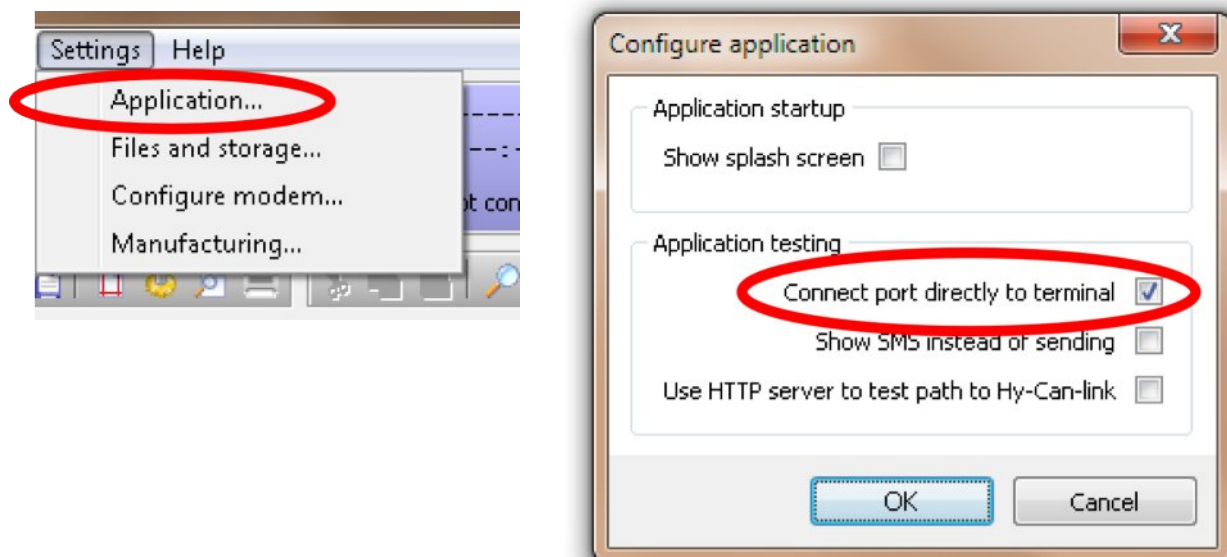 Settings Help
Application...
Files and storage...
Configure modem...
Manufacturing...
Configure application
Application startup
Show splash screen
Application testing
Connect port directly to terminal
Show SMS instead of sending
Use HTTP server to test path to Hy-Can-link
OK Cancel